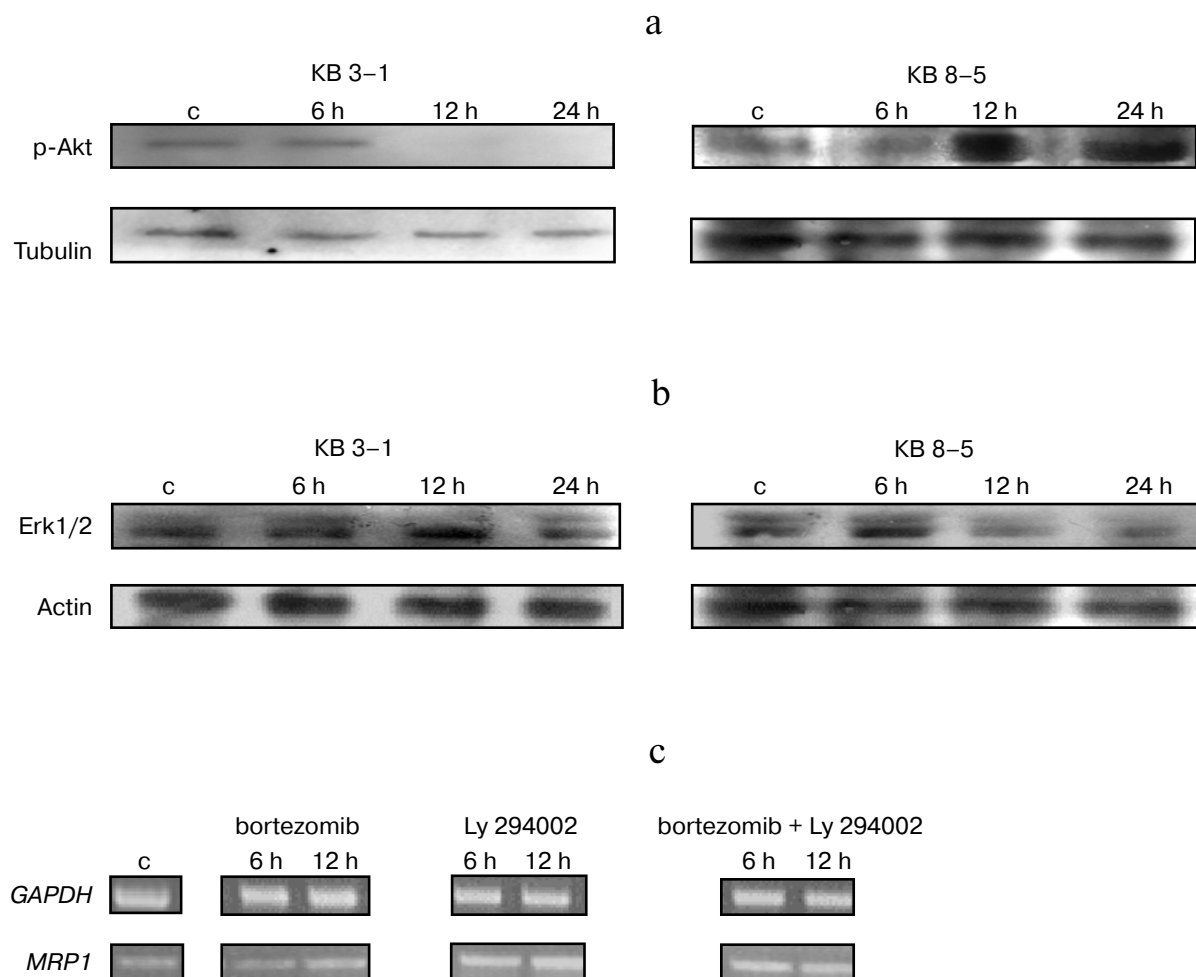 a
KB 3–1 KB 8–5
c 6 h 12 h 24 h c 6 h 12 h 24 h
p-Akt
Tubulin
b
KB 3–1 KB 8–5
c 6 h 12 h 24 h c 6 h 12 h 24 h
Erk1/2
Actin
c
bortezomib Ly 294002 bortezomib + Ly 294002
c 6 h 12 h 6 h 12 h 6 h 12 h
GAPDH
MRP1